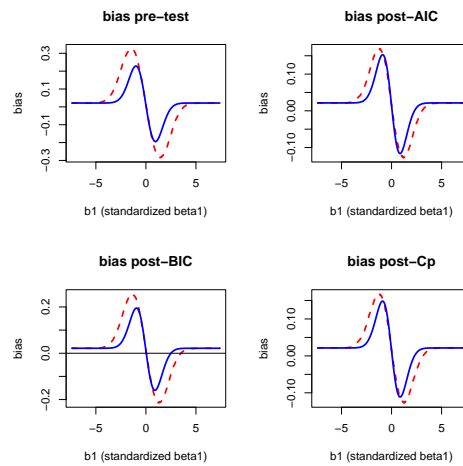 bias pre−test
bias
0.3
0.1
−0.1
−0.3
−5
0
5
b1 (standardized beta1)
bias post−AIC
bias
0.10
0.00
−0.10
−5
0
5
b1 (standardized beta1)
bias post−BIC
bias
0.2
0.0
−0.2
−5
0
5
b1 (standardized beta1)
bias post−Cp
bias
0.10
0.00
−0.10
−5
0
5
b1 (standardized beta1)